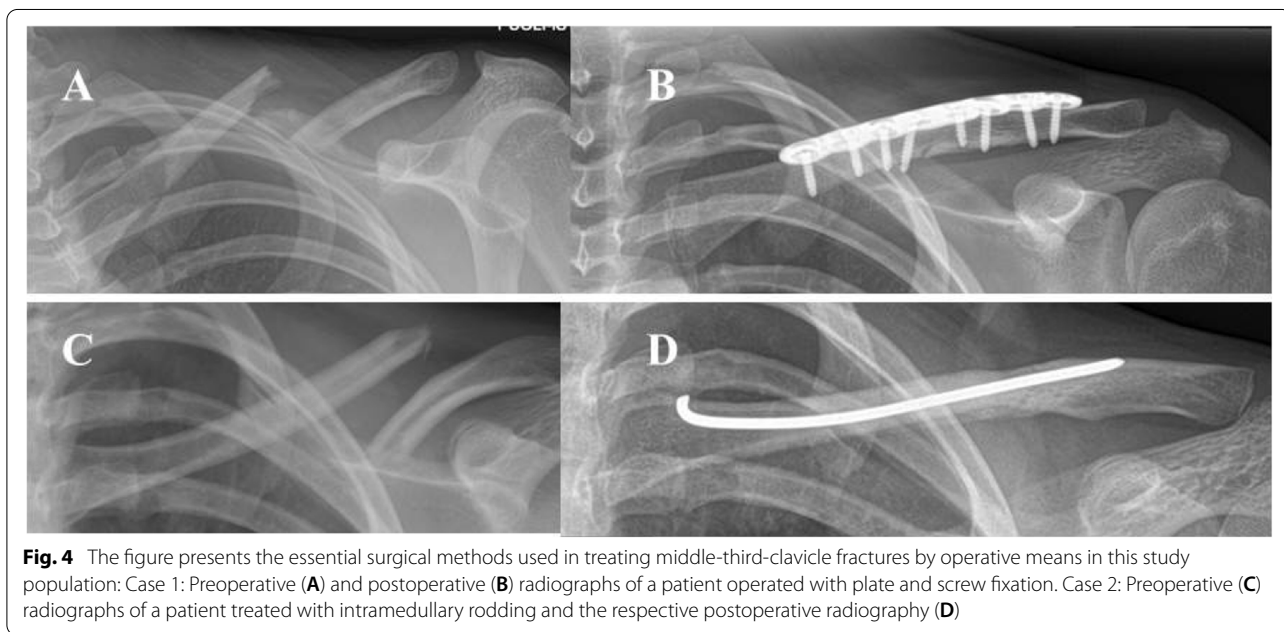 A
B
C
D
Fig. 4 The figure presents the essential surgical methods used in treating middle-third-clavicle fractures by operative means in this study
population: Case 1: Preoperative (A) and postoperative (B) radiographs of a patient operated with plate and screw fixation. Case 2: Preoperative (C)
radiographs of a patient treated with intramedullary rodding and the respective postoperative radiography (D)